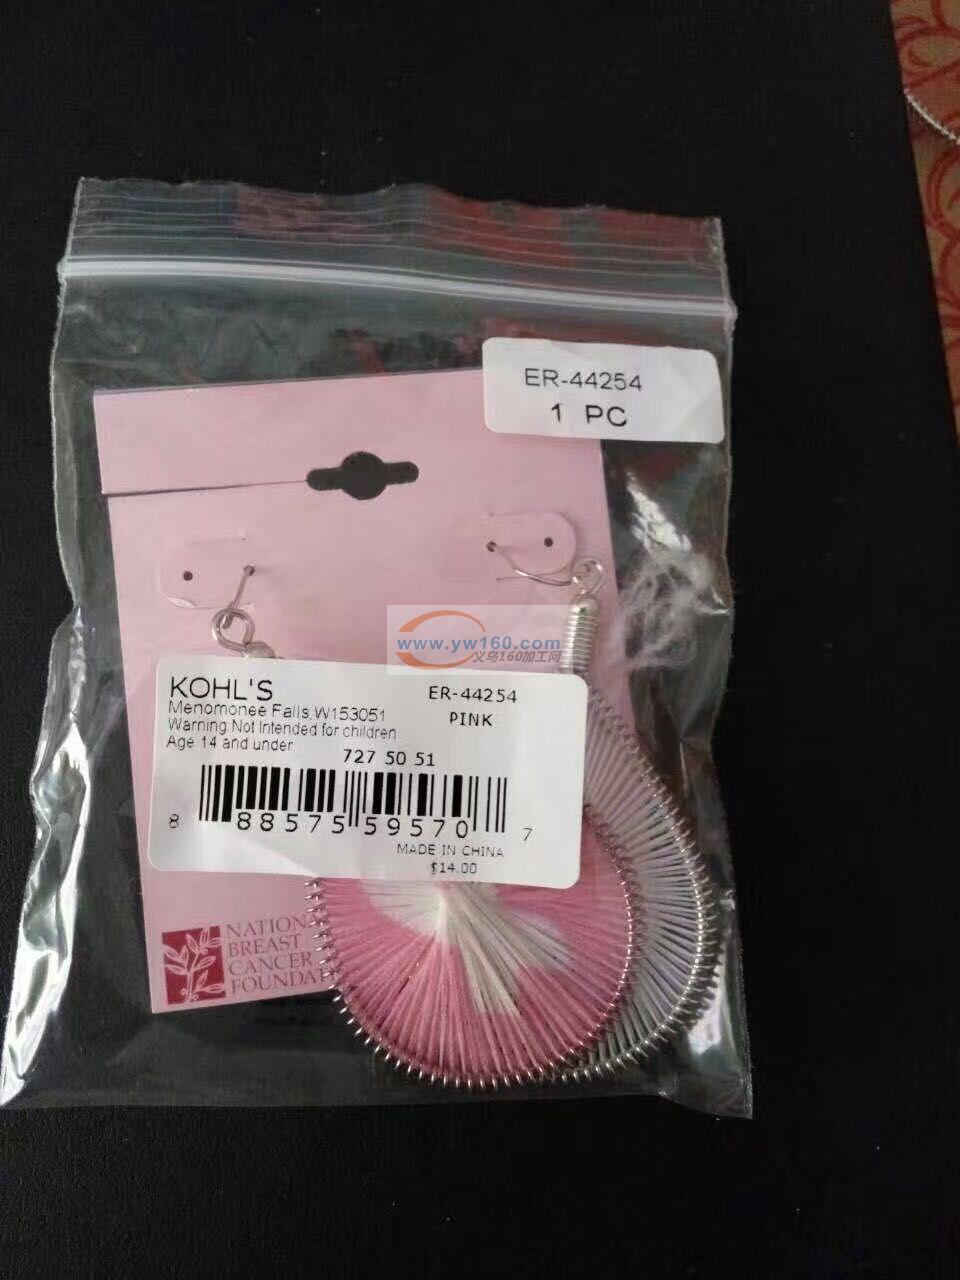 ER-44254
1 PC
www.yw160.com
义乌160加工网
KOHL'S
Menomonee Falls,W153051
Warning:Not Intended for children
Age 14 and under
ER-44254
PINK
727 50 51
8 88575 59570 7
MADE IN CHINA
$14.00
NATIONA
BREAST
CANCER
FOUNDAT